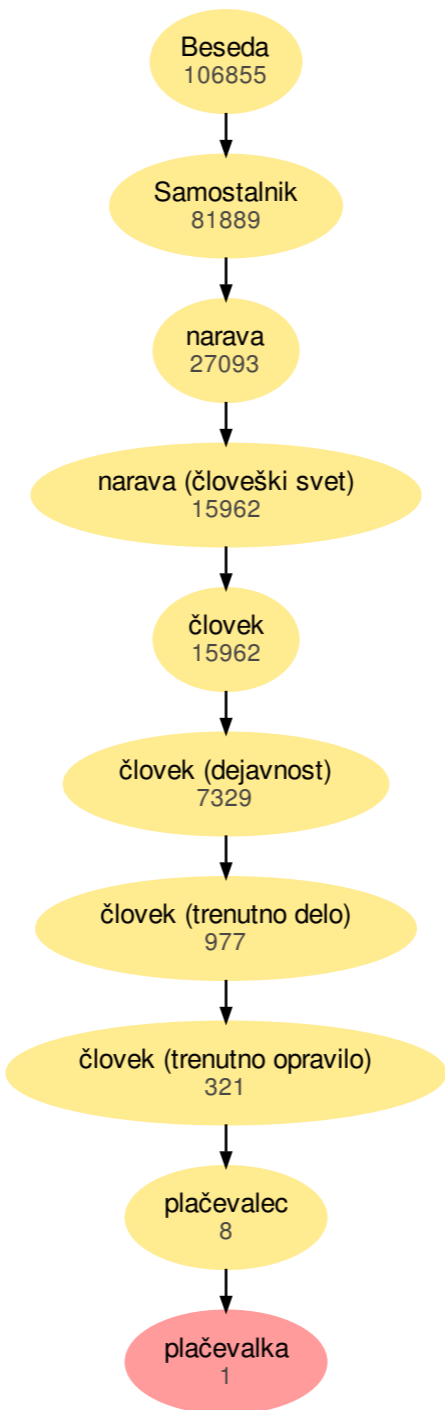 Beseda
106855
Samostalnik
81889
narava
27093
narava (človeški svet)
15962
človek
15962
človek (dejavnost)
7329
človek (trenutno delo)
977
človek (trenutno opravilo)
321
plačevalec
8
plačevalka
1